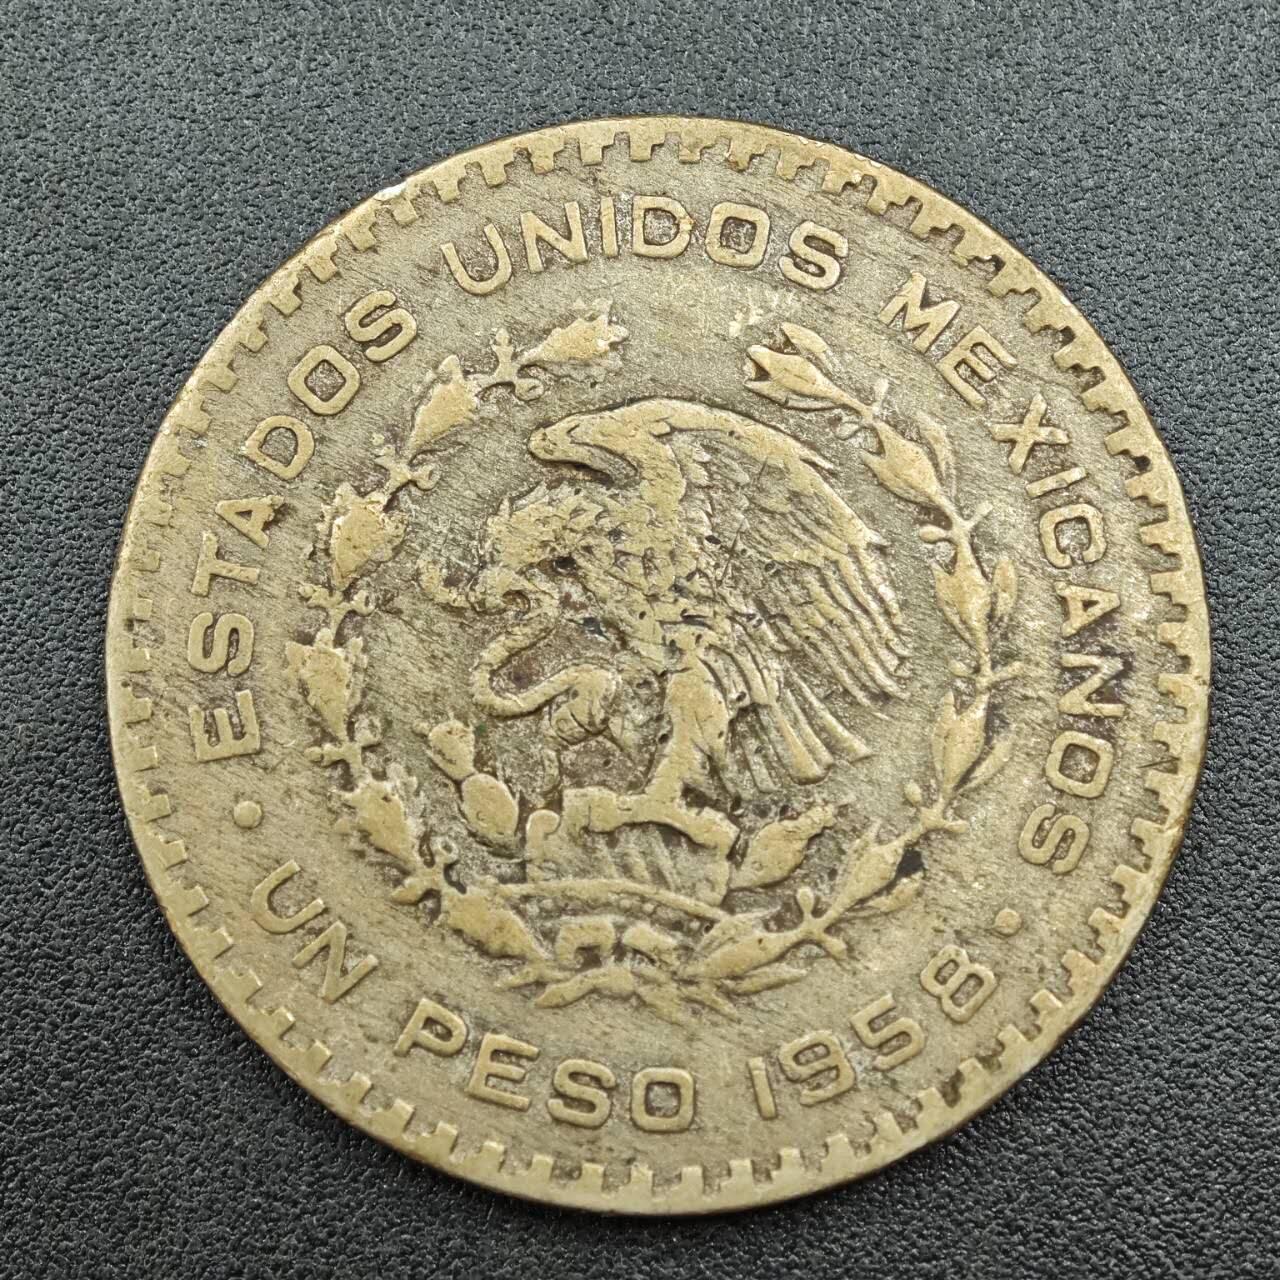 ESTADOS UNIDOS MEXICANOS
· UN PESO 1958 ·